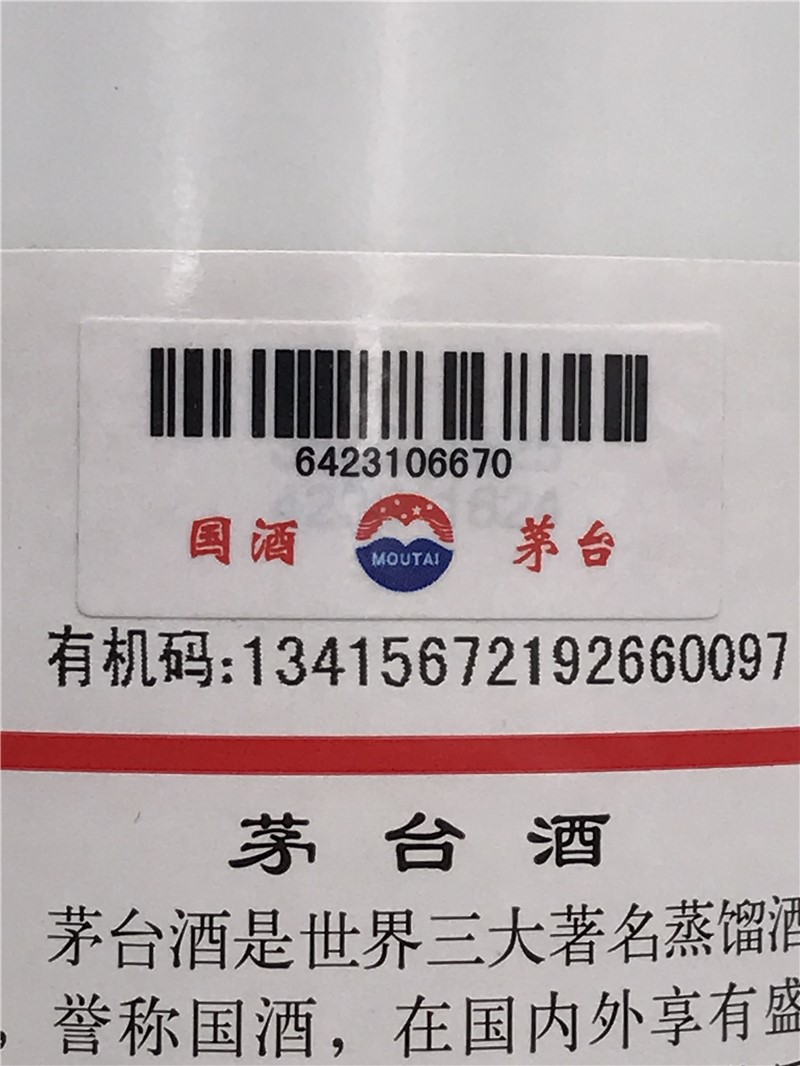 6423106670
国酒 MOUTAI 茅台
有机码:13415672192660097
茅台酒
茅台酒是世界三大著名蒸馏酒
，誉称国酒，在国内外享有盛